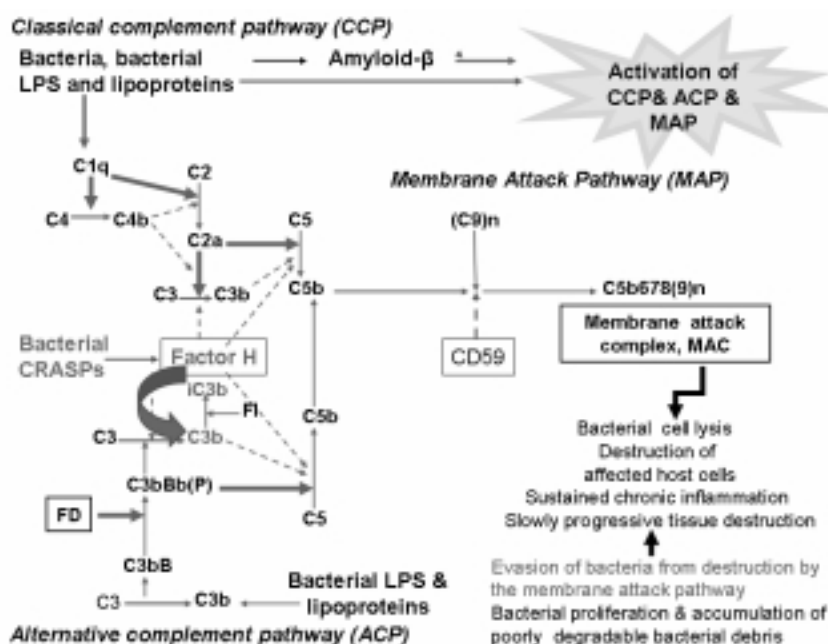 Classical complement pathway (CCP)
Bacteria, bacterial
LPS and lipoproteins
Amyloid-β
Activation of
CCP& ACP &
MAP
C1q
C2
Membrane Attack Pathway (MAP)
C4
C4b
C5
(C9)n
C2a
C3
C3b
C5b
C5b678(9)n
Bacterial
CRASPs
Factor H
CD59
Membrane attack
complex, MAC
iC3b
FI
C5b
C3
C3b
Bacterial cell lysis
Destruction of
affected host cells
Sustained chronic inflammation
Slowly progressive tissue destruction
C3bBb(P)
FD
C5
C3bB
Evasion of bacteria from destruction by
the membrane attack pathway
Bacterial proliferation & accumulation of
poorly degradable bacterial debris
C3
C3b
Bacterial LPS &
lipoproteins
Alternative complement pathway (ACP)